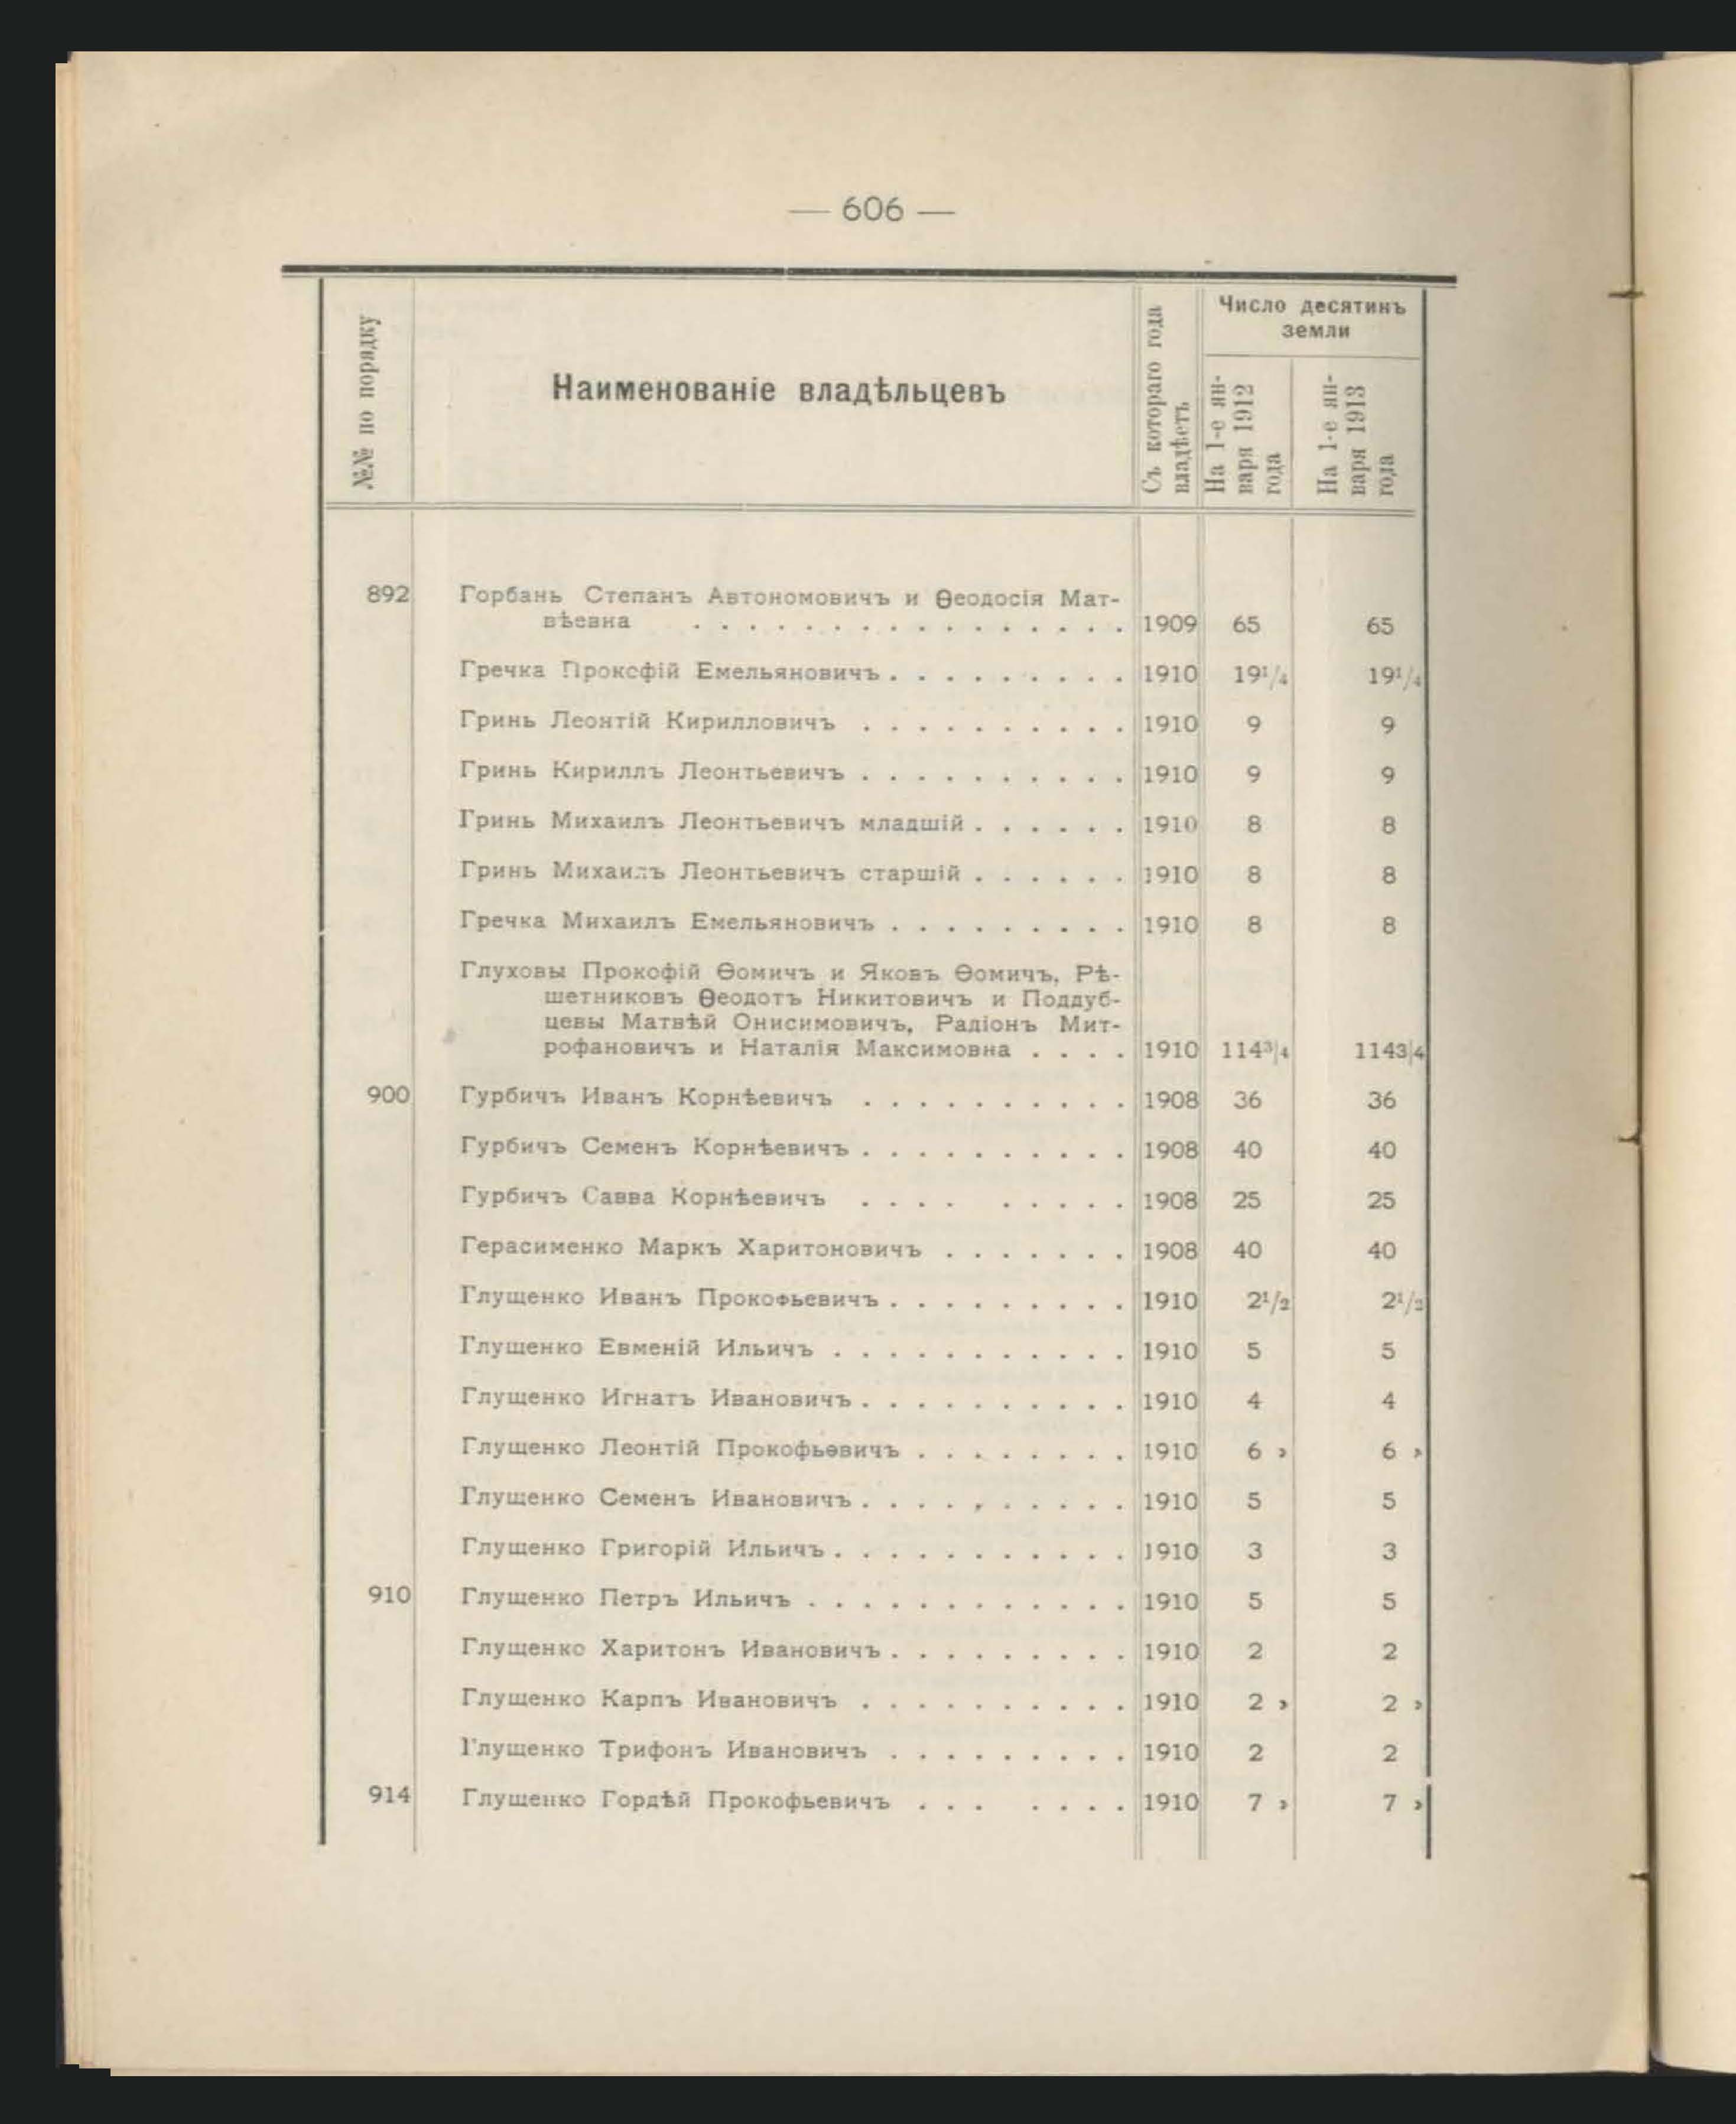 — 606 —
№№ по порядку
Наименованіе владѣльцевъ
Съ котораго года
владѣетъ
Число десятинъ
земли
На 1-е ян-
варя 1912
года
На 1-е ян-
варя 1913
года
892 Горбань Степанъ Автономовичъ и Ѳеодосія Мат-
вѣевна . . . . . . . . . . . . . . . . 1909 65 65
Гречка Прокофій Емельяновичъ . . . . . . . . . 1910 19¹/₄ 19¹/₄
Гринь Леонтій Кирилловичъ . . . . . . . . . . 1910 9 9
Гринь Кириллъ Леонтьевичъ . . . . . . . . . . 1910 9 9
Гринь Михаилъ Леонтьевичъ младшій . . . . . . 1910 8 8
Гринь Михаилъ Леонтьевичъ старшій . . . . . . 1910 8 8
Гречка Михаилъ Емельяновичъ . . . . . . . . . 1910 8 8
Глуховы Прокофій Ѳомичъ и Яковъ Ѳомичъ, Рѣ-
шетниковъ Ѳеодотъ Никитовичъ и Поддуб-
цевы Матвѣй Онисимовичъ, Радіонъ Мит-
рофановичъ и Наталія Максимовна . . . . 1910 114³|₄ 1143|4
900 Гурбичъ Иванъ Корнѣевичъ . . . . . . . . . . 1908 36 36
Гурбичъ Семенъ Корнѣевичъ . . . . . . . . . . 1908 40 40
Гурбичъ Савва Корнѣевичъ . . . . . . . . . 1908 25 25
Герасименко Маркъ Харитоновичъ . . . . . . . 1908 40 40
Глущенко Иванъ Прокофьевичъ . . . . . . . . . 1910 2¹/₂ 2¹/₂
Глущенко Евменій Ильичъ . . . . . . . . . . . 1910 5 5
Глущенко Игнатъ Ивановичъ . . . . . . . . . . 1910 4 4
Глущенко Леонтій Прокофьевичъ . . . . . . . . 1910 6 › 6 ›
Глущенко Семенъ Ивановичъ . . . . , . . . . . 1910 5 5
Глущенко Григорій Ильичъ . . . . . . . . . . . 1910 3 3
910 Глущенко Петръ Ильичъ . . . . . . . . . . . . 1910 5 5
Глущенко Харитонъ Ивановичъ . . . . . . . . . 1910 2 2
Глущенко Карпъ Ивановичъ . . . . . . . . . . 1910 2 › 2 ›
Глущенко Трифонъ Ивановичъ . . . . . . . . . 1910 2 2
914 Глущенко Гордѣй Прокофьевичъ . . . . . . . 1910 7 › 7 ›